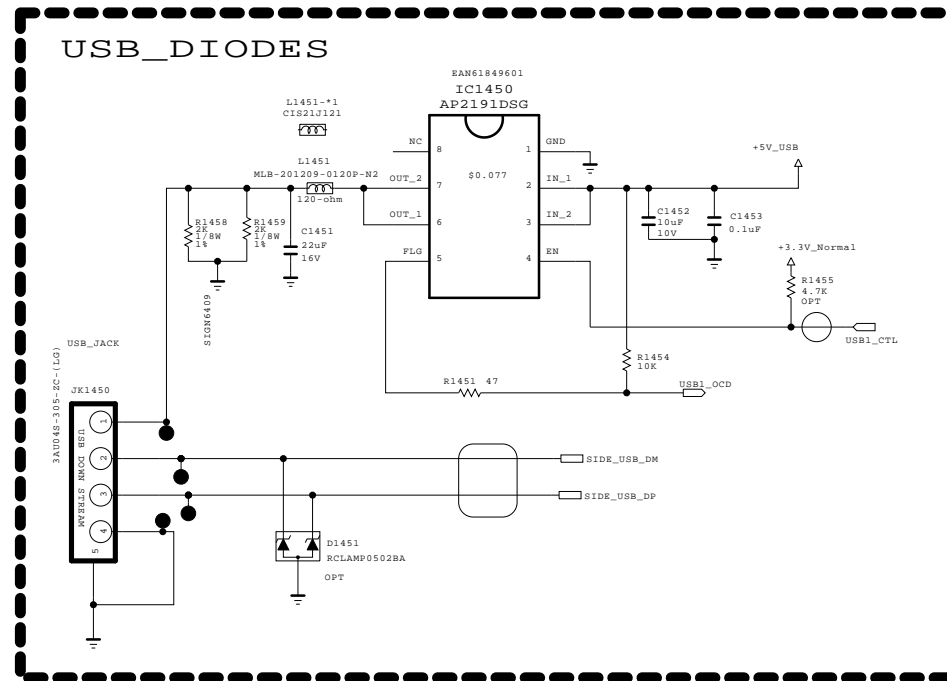 USB_DIODES
EAN61849601
IC1450
AP2191DSG
L1451-*1
CIS21J121
L1451
MLB-201209-0120P-N2
120-ohm
NC
8
1
GND
$0.077
OUT_2
7
2
IN_1
OUT_1
6
3
IN_2
FLG
5
4
EN
+5V_USB
R1458
2K
1/8W
1%
R1459
2K
1/8W
1%
C1451
22uF
16V
C1452
10uF
10V
C1453
0.1uF
+3.3V_Normal
R1455
4.7K
OPT
USB1_CTL
SIGN6409
R1454
10K
R1451 47
USB1_OCD
USB_JACK
3AU04S-305-ZC-(LG)
JK1450
USB DOWN STREAM
1
2
3
4
5
SIDE_USB_DM
SIDE_USB_DP
D1451
RCLAMP0502BA
OPT